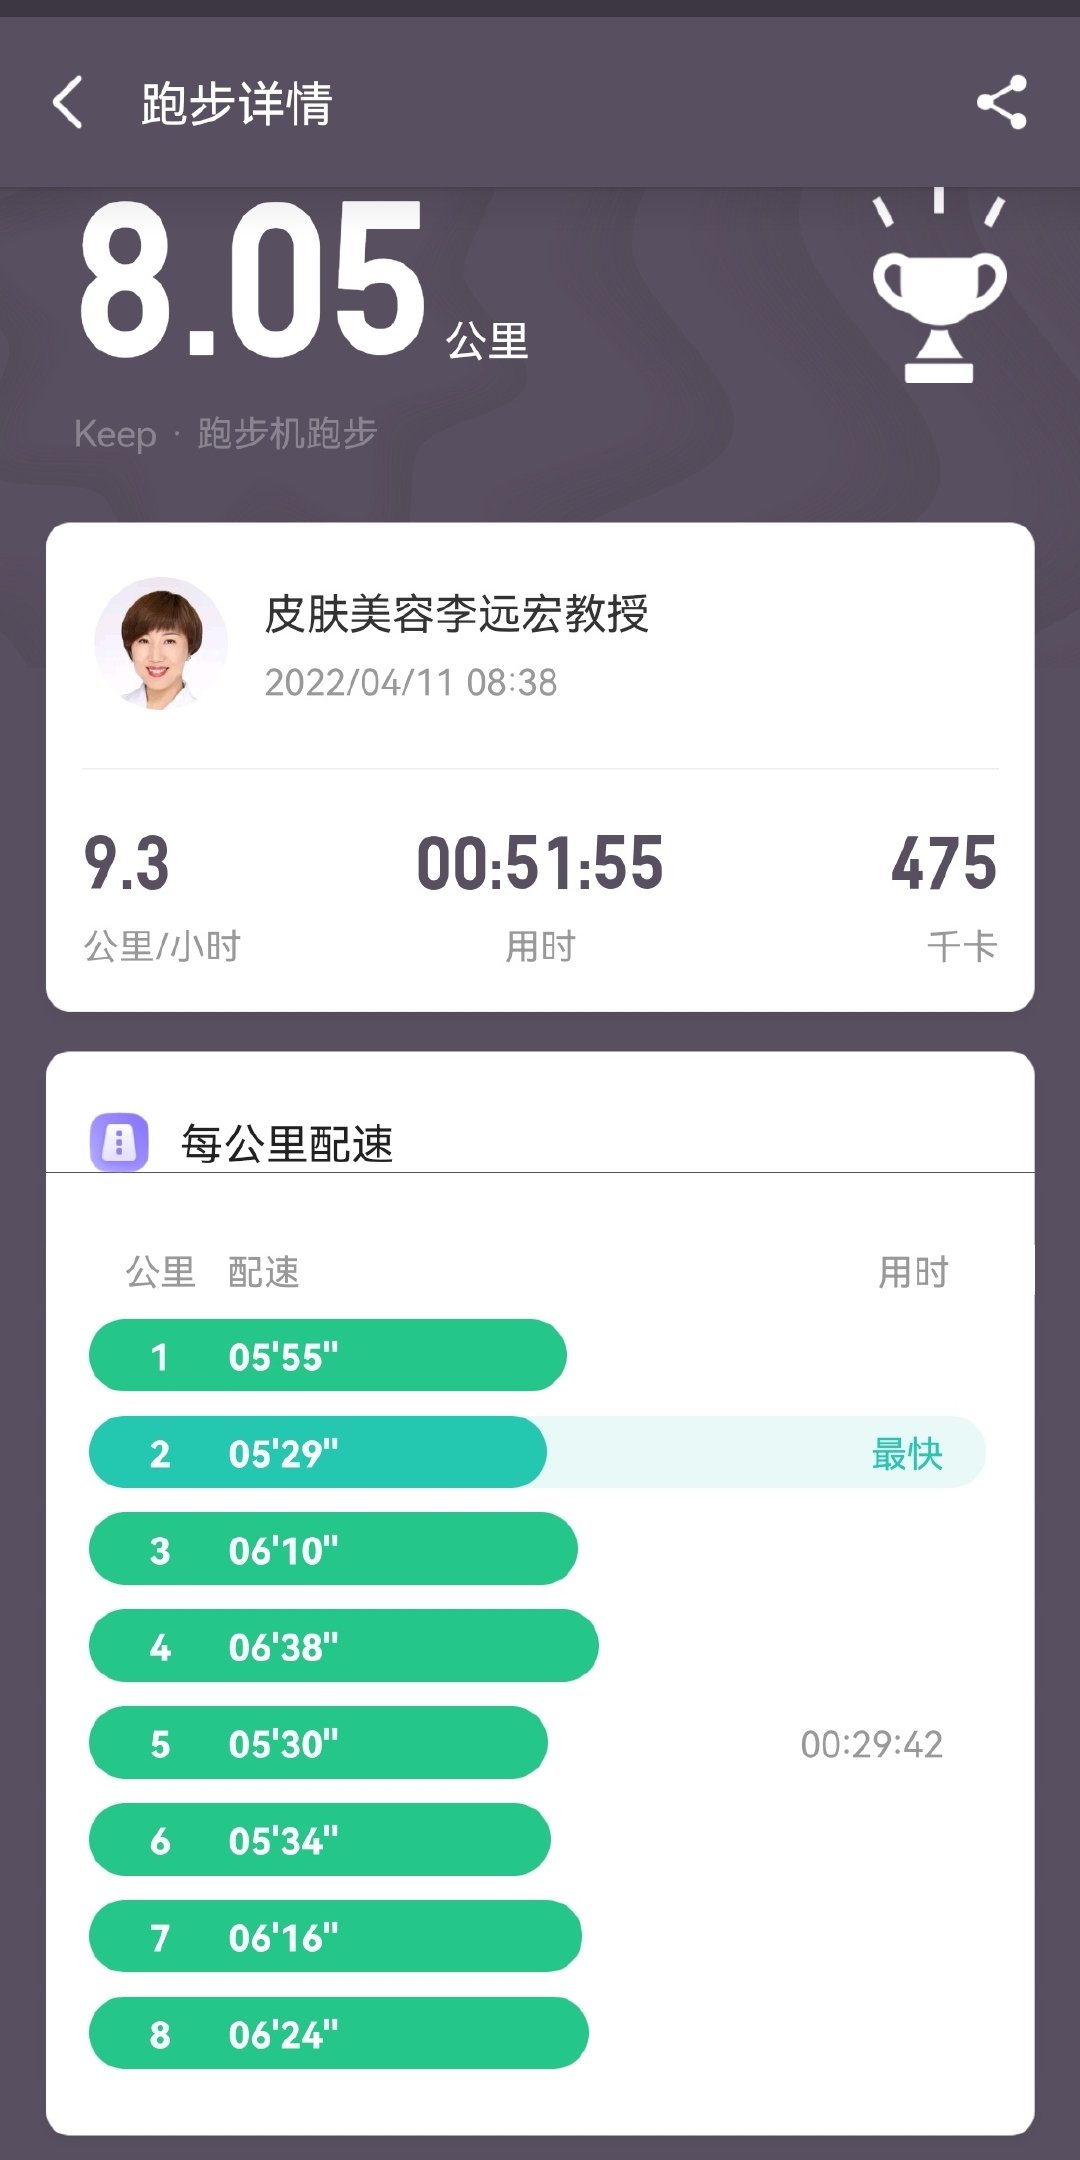 跑步详情
8.05 公里
Keep · 跑步机跑步
皮肤美容李远宏教授
2022/04/11 08:38
9.3 00:51:55 475
公里/小时 用时 千卡
每公里配速
公里 配速 用时
1 05'55"
2 05'29" 最快
3 06'10"
4 06'38"
5 05'30" 00:29:42
6 05'34"
7 06'16"
8 06'24"